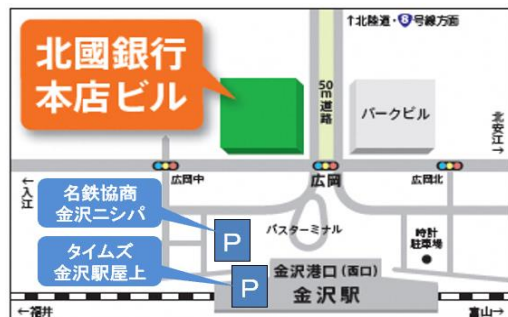 ↑北陸道・8号線方面
北國銀行
本店ビル
50m道路
パークビル
北安江→
←入江
広岡中
広岡
広岡北
名鉄協商
金沢ニシパ
P
バスターミナル
時計
駐車場
タイムズ
金沢駅屋上
P
金沢港口(西口)
金沢駅
←福井
富山→